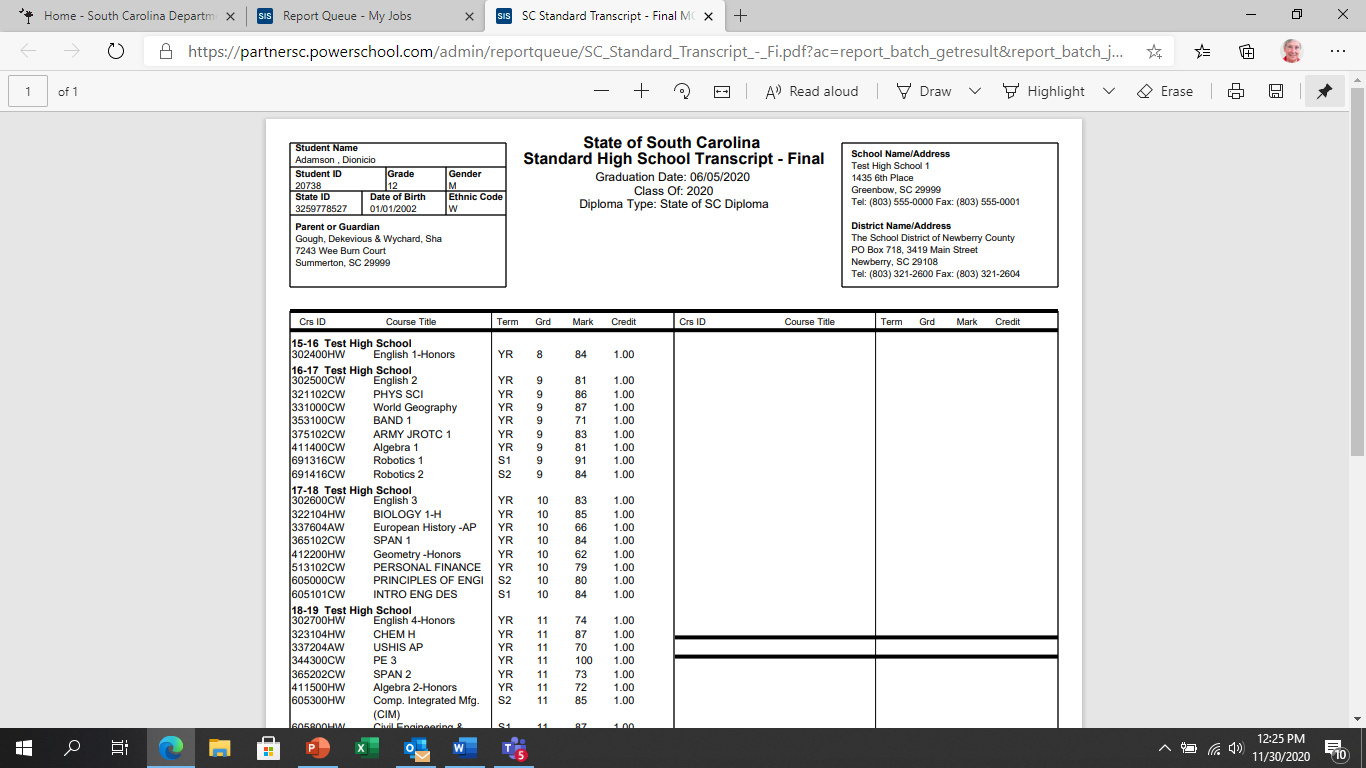 Home - South Carolina Departm
Report Queue - My Jobs
SC Standard Transcript - Final MC
https://partnersc.powerschool.com/admin/reportqueue/SC_Standard_Transcript_-_Fi.pdf?ac=report_batch_getresult&report_batch_j...
1 of 1 Read aloud Draw Highlight Erase
State of South Carolina
Standard High School Transcript - Final
Graduation Date: 06/05/2020
Class Of: 2020
Diploma Type: State of SC Diploma
Student Name
Adamson , Dionicio
Student ID Grade Gender
20738 12 M
State ID Date of Birth Ethnic Code
3259778527 01/01/2002 W
Parent or Guardian
Gough, Dekevious & Wychard, Sha
7243 Wee Burn Court
Summerton, SC 29999
School Name/Address
Test High School 1
1435 6th Place
Greenbow, SC 29999
Tel: (803) 555-0000 Fax: (803) 555-0001
District Name/Address
The School District of Newberry County
PO Box 718, 3419 Main Street
Newberry, SC 29108
Tel: (803) 321-2600 Fax: (803) 321-2604
Crs ID Course Title Term Grd Mark Credit Crs ID Course Title Term Grd Mark Credit
15-16 Test High School
302400HW English 1-Honors YR 8 84 1.00
16-17 Test High School
302500CW English 2 YR 9 81 1.00
321102CW PHYS SCI YR 9 86 1.00
331000CW World Geography YR 9 87 1.00
353100CW BAND 1 YR 9 71 1.00
375102CW ARMY JROTC 1 YR 9 83 1.00
411400CW Algebra 1 YR 9 81 1.00
691316CW Robotics 1 S1 9 91 1.00
691416CW Robotics 2 S2 9 84 1.00
17-18 Test High School
302600CW English 3 YR 10 83 1.00
322104HW BIOLOGY 1-H YR 10 85 1.00
337604AW European History -AP YR 10 66 1.00
365102CW SPAN 1 YR 10 84 1.00
412200HW Geometry -Honors YR 10 62 1.00
513102CW PERSONAL FINANCE YR 10 79 1.00
605000CW PRINCIPLES OF ENGI S2 10 80 1.00
605101CW INTRO ENG DES S1 10 84 1.00
18-19 Test High School
302700HW English 4-Honors YR 11 74 1.00
323104HW CHEM H YR 11 87 1.00
337204AW USHIS AP YR 11 70 1.00
344300CW PE 3 YR 11 100 1.00
365202CW SPAN 2 YR 11 73 1.00
411500HW Algebra 2-Honors YR 11 72 1.00
605300HW Comp. Integrated Mfg. S2 11 85 1.00
(CIM)
605800HW Civil Engineering & S1 11 87 1.00
12:25 PM
11/30/2020
10
5